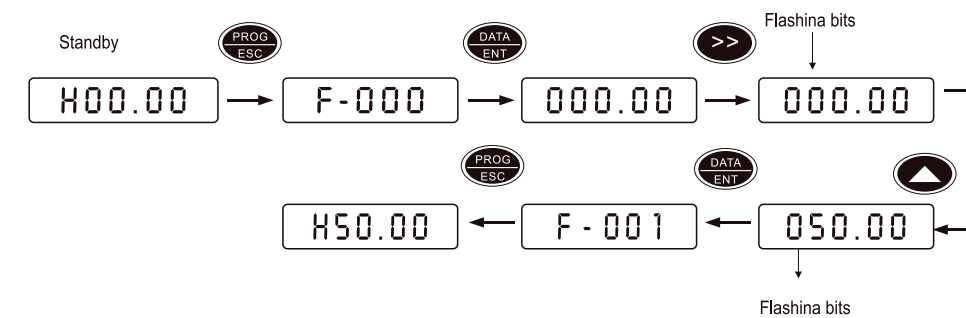 Flashina bits
Standby
PROG
ESC
DATA
ENT
>>
H00.00
F-000
000.00
000.00
PROG
ESC
DATA
ENT
H50.00
F-001
050.00
Flashina bits